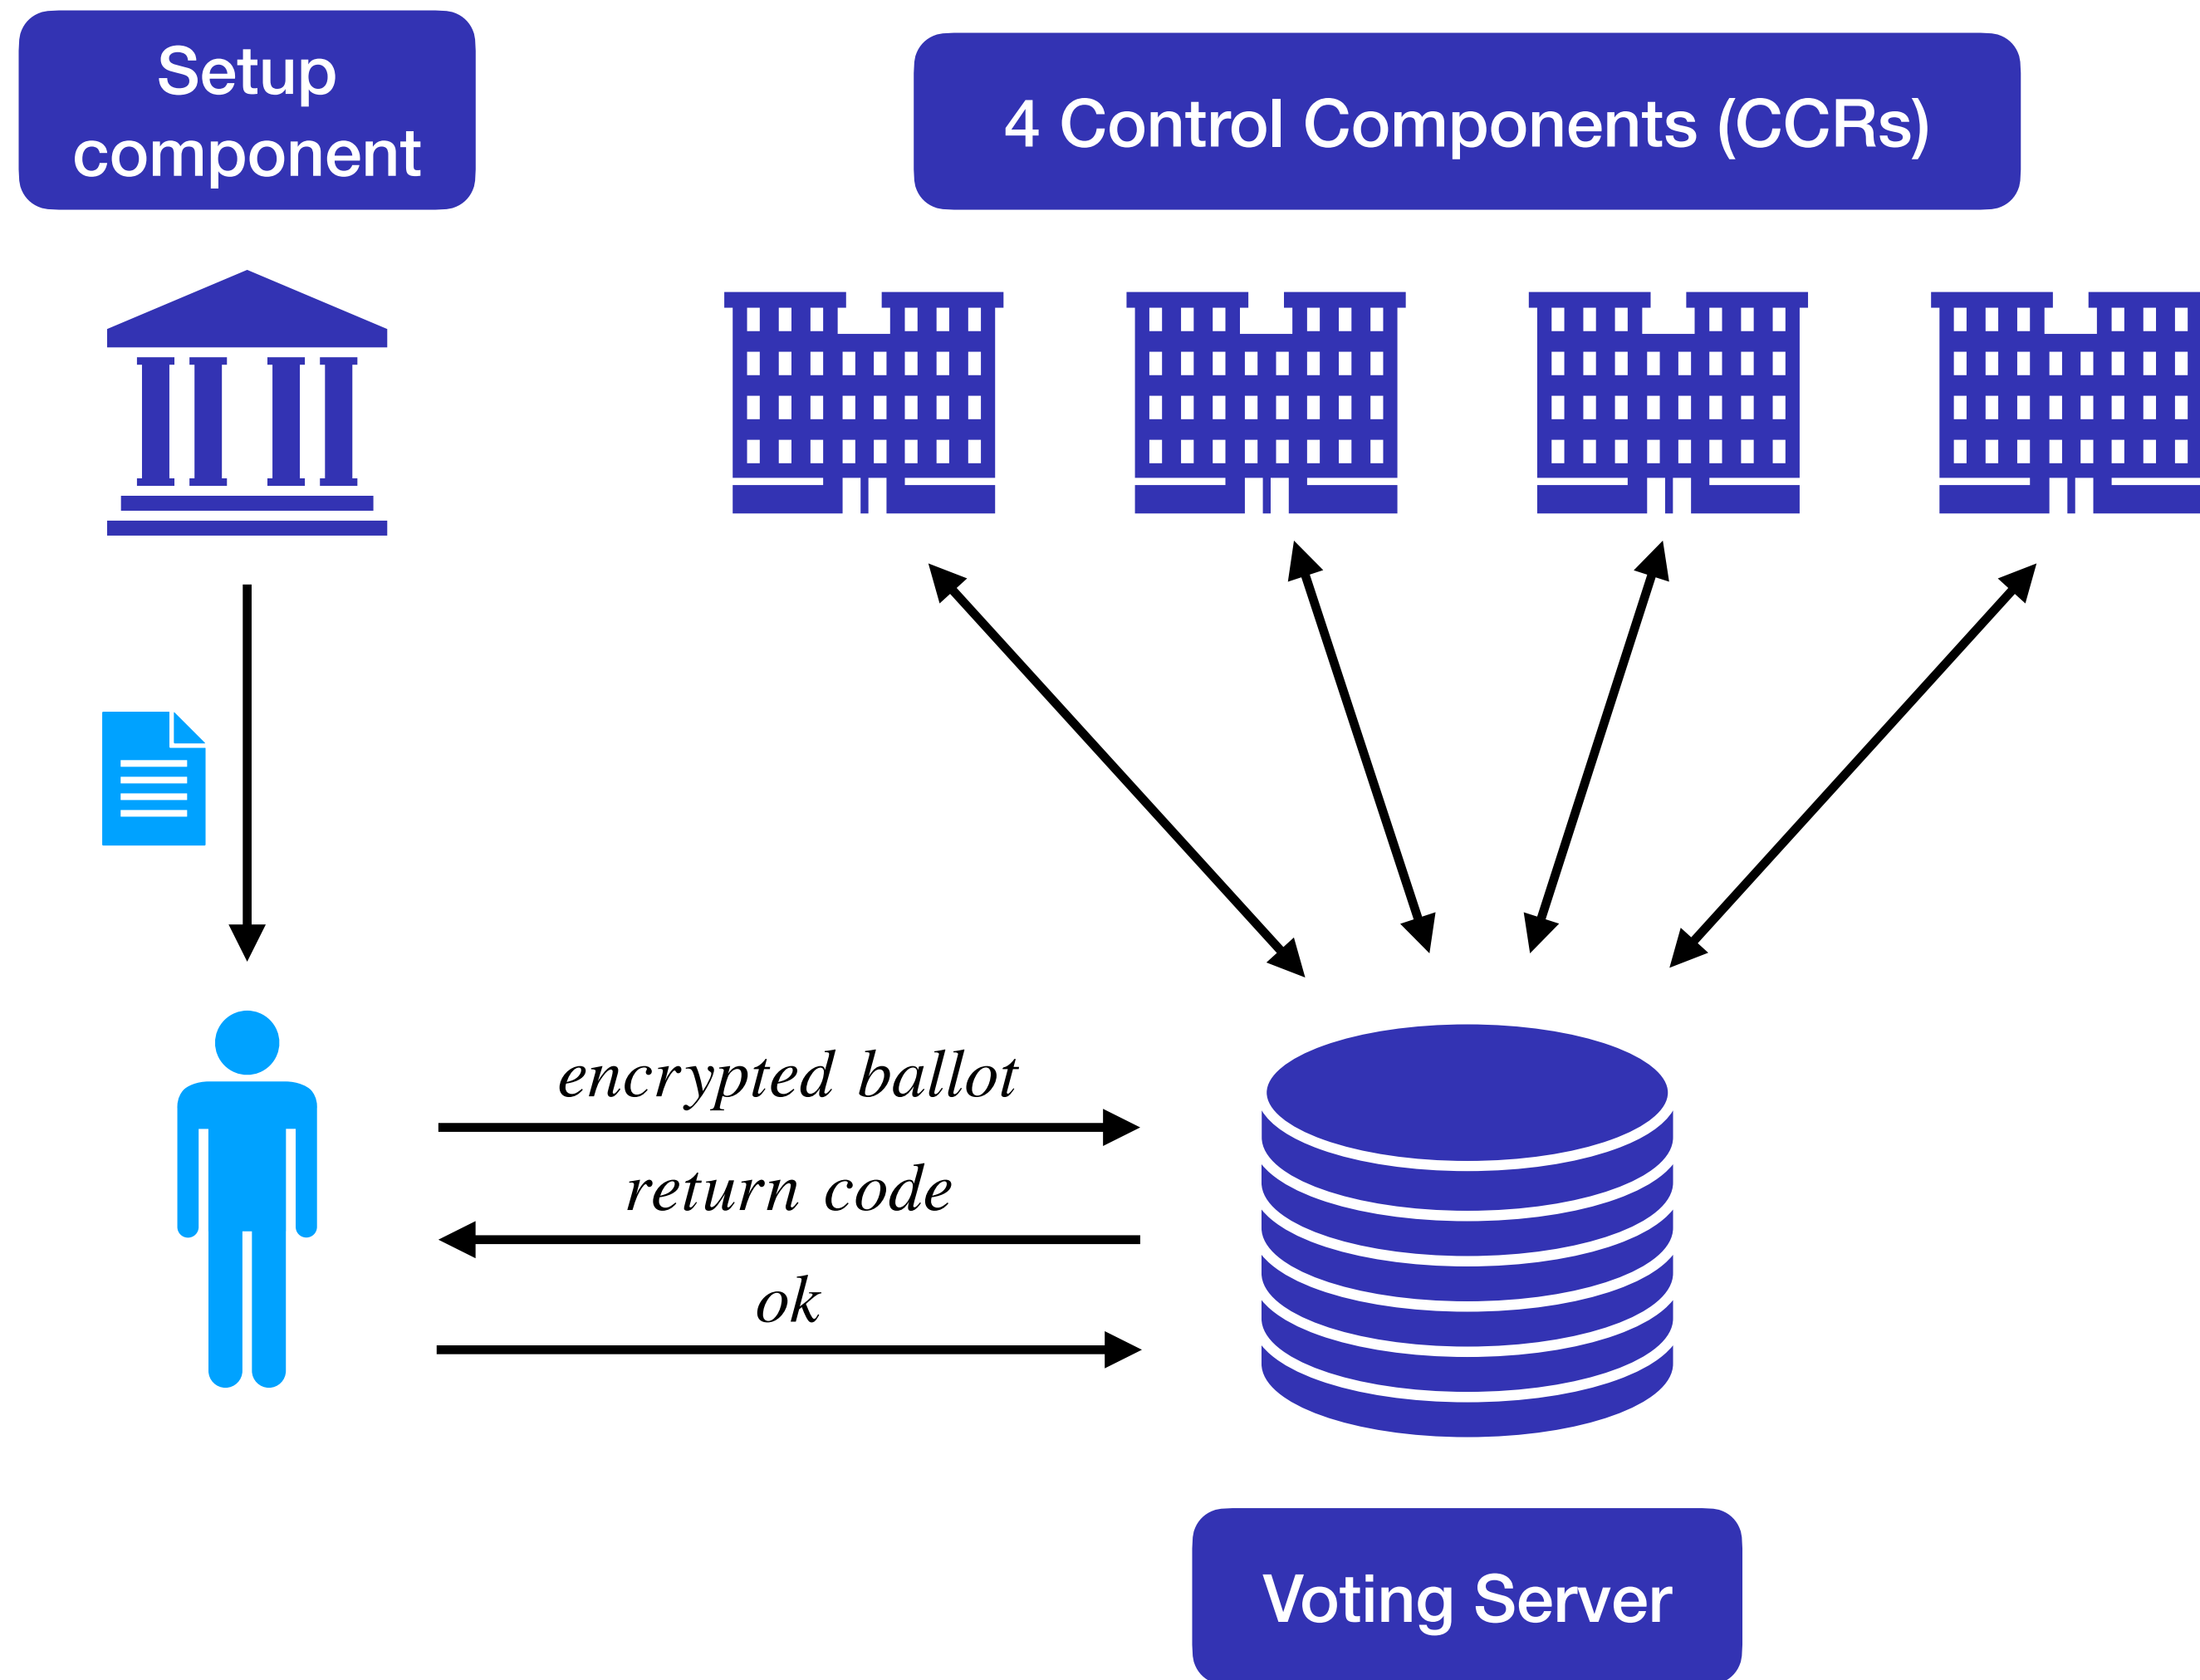 Setup
component
4 Control Components (CCRs)
encrypted ballot
return code
ok
Voting Server